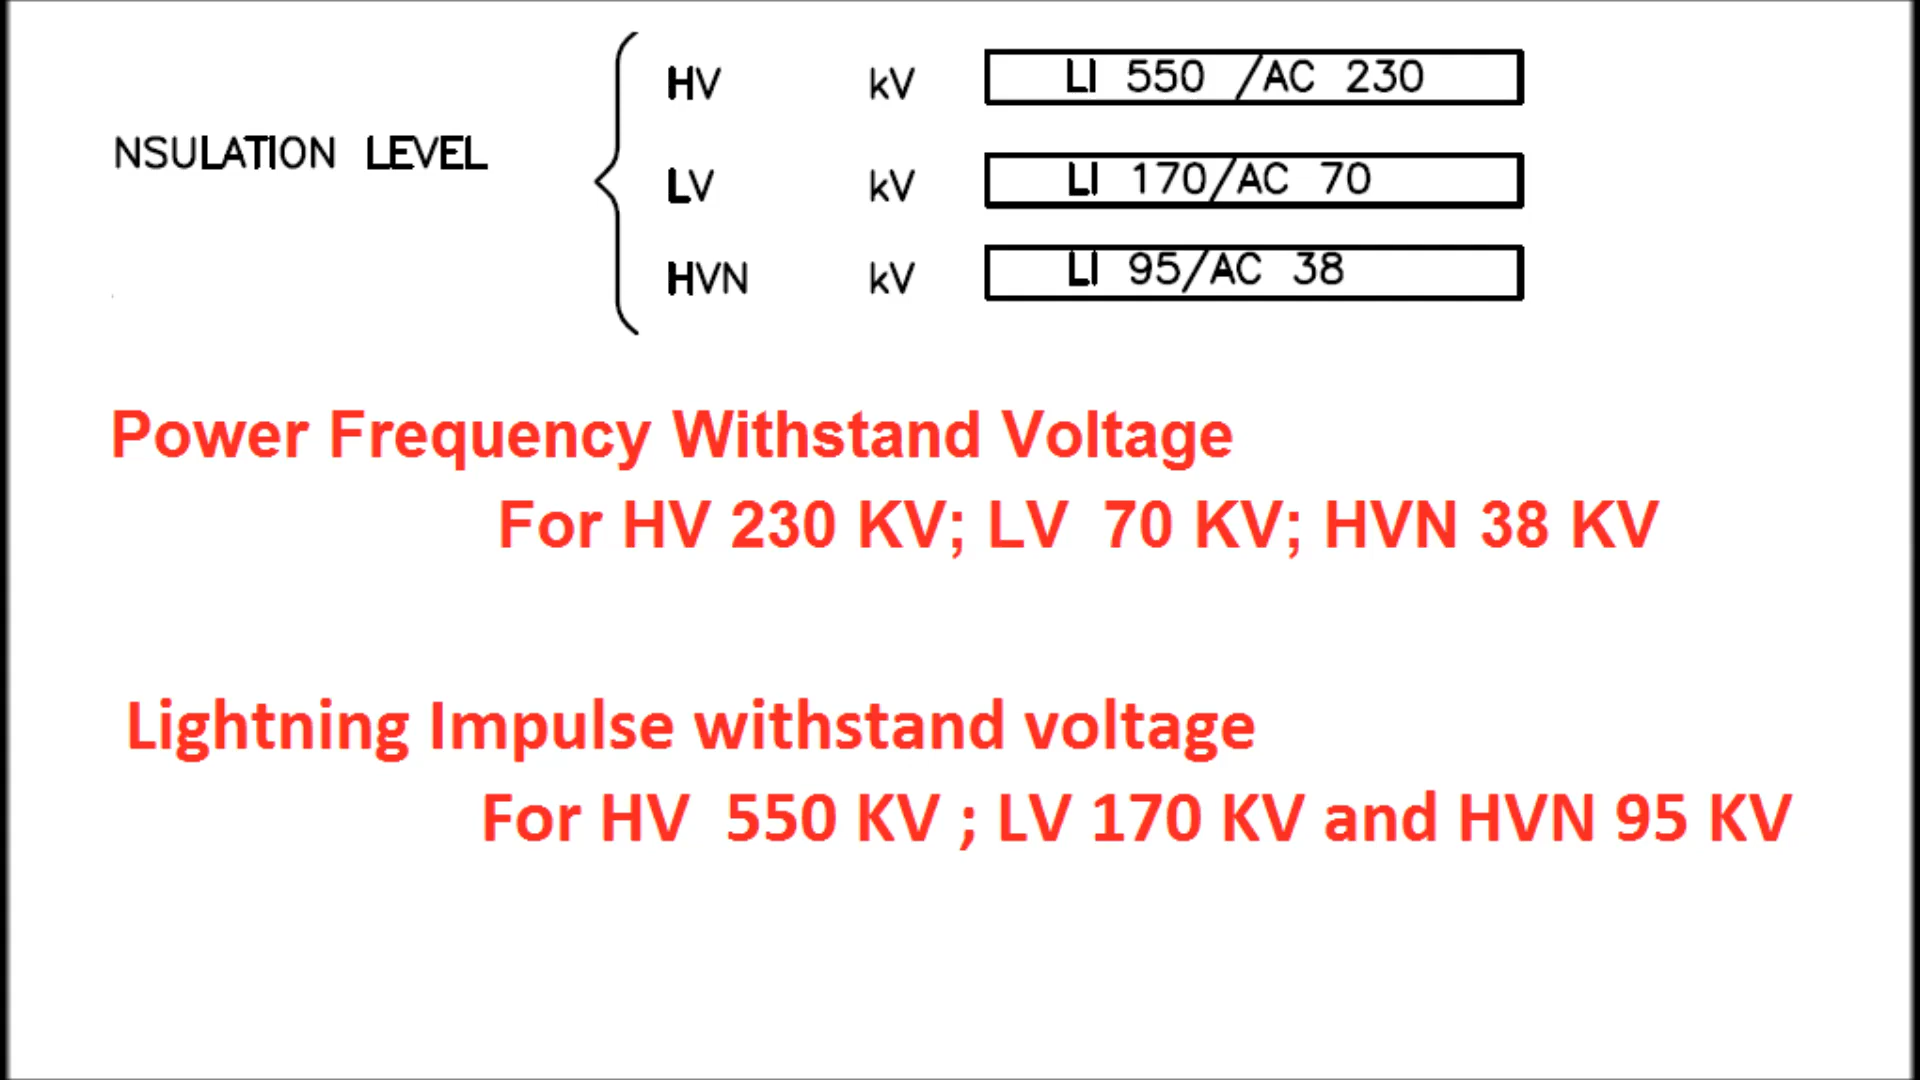 HV kV LI 550 /AC 230
NSULATION LEVEL
LV kV LI 170/AC 70
HVN kV LI 95/AC 38
Power Frequency Withstand Voltage
For HV 230 KV; LV 70 KV; HVN 38 KV
Lightning Impulse withstand voltage
For HV 550 KV ; LV 170 KV and HVN 95 KV